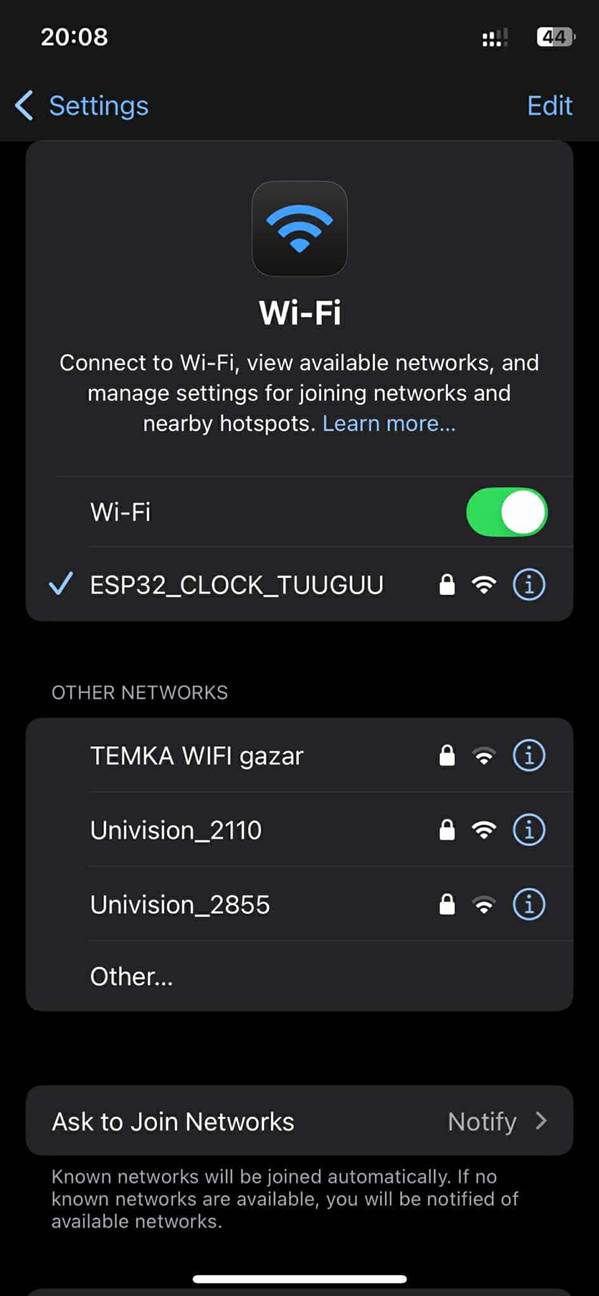 20:08
44
Settings
Edit
Wi-Fi
Connect to Wi-Fi, view available networks, and
manage settings for joining networks and
nearby hotspots. Learn more...
Wi-Fi
ESP32_CLOCK_TUUGUU
OTHER NETWORKS
TEMKA WIFI gazar
Univision_2110
Univision_2855
Other...
Ask to Join Networks
Notify
Known networks will be joined automatically. If no
known networks are available, you will be notified of
available networks.